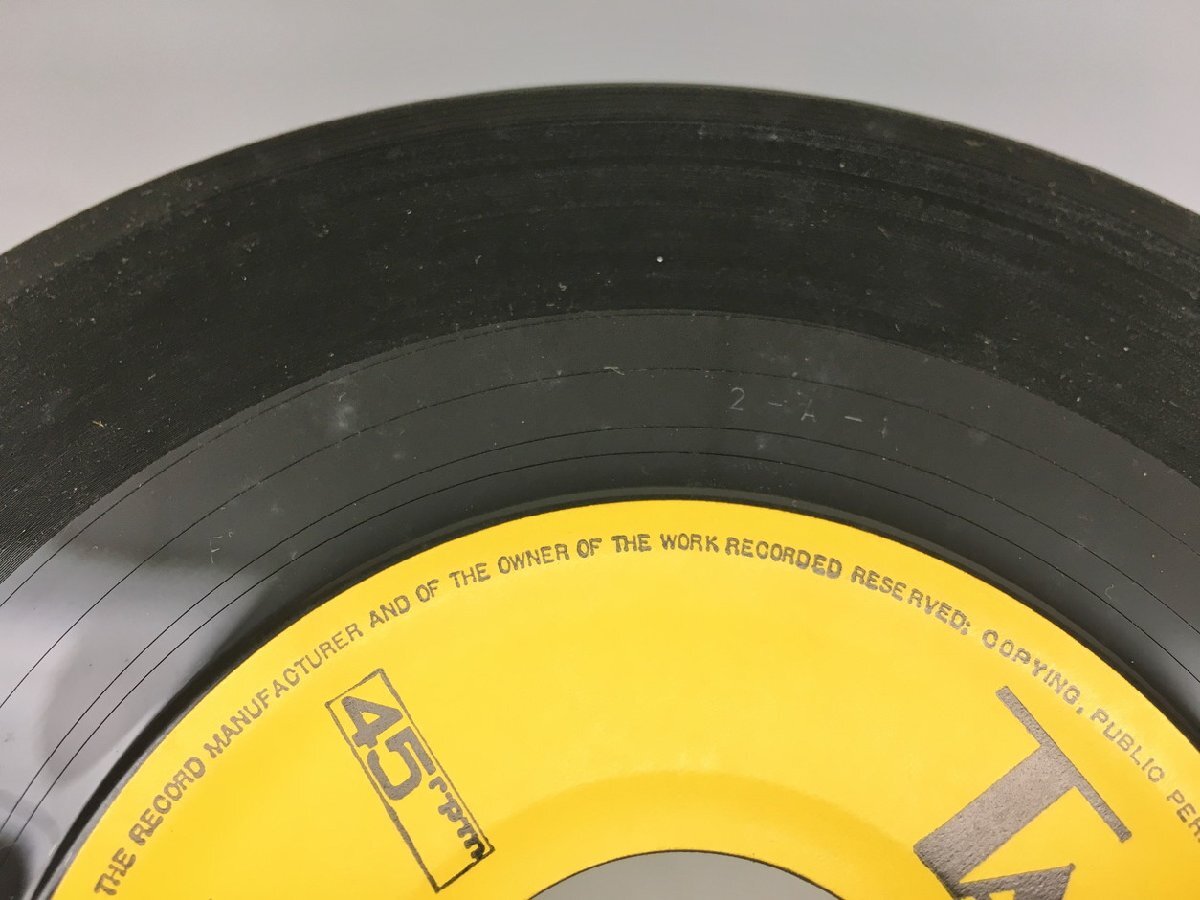 2-A-1
THE RECORD MANUFACTURER AND OF THE OWNER OF THE WORK RECORDED RESERVED; COPYING, PUBLIC PER
45 rpm
TA